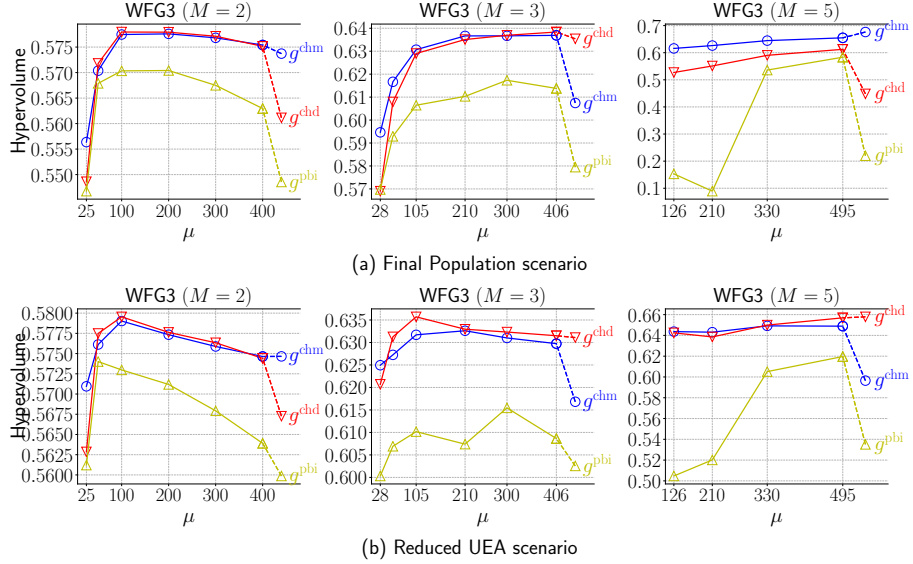 WFG3 (M = 2) WFG3 (M = 3) WFG3 (M = 5)
Hypervolume
0.575
0.570
0.565
0.560
0.555
0.550
25 100 200 300 400
μ
g^chm
g^chd
g^pbi
0.64
0.63
0.62
0.61
0.60
0.59
0.58
0.57
28 105 210 300 406
μ
g^chd
g^chm
g^pbi
0.7
0.6
0.5
0.4
0.3
0.2
0.1
126 210 330 495
μ
g^chm
g^chd
g^pbi
(a) Final Population scenario
WFG3 (M = 2) WFG3 (M = 3) WFG3 (M = 5)
Hypervolume
0.5800
0.5775
0.5750
0.5725
0.5700
0.5675
0.5650
0.5625
0.5600
25 100 200 300 400
μ
g^chm
g^chd
g^pbi
0.635
0.630
0.625
0.620
0.615
0.610
0.605
0.600
28 105 210 300 406
μ
g^chd
g^chm
g^pbi
0.66
0.64
0.62
0.60
0.58
0.56
0.54
0.52
0.50
126 210 330 495
μ
g^chd
g^chm
g^pbi
(b) Reduced UEA scenario